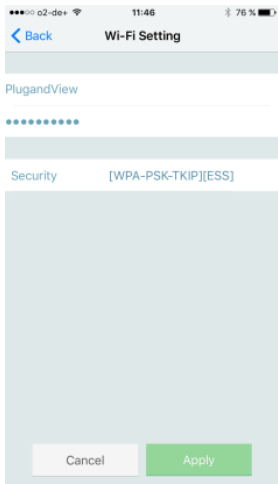 o2-de+ 11:46 76 %
Back Wi-Fi Setting
PlugandView
••••••••••
Security [WPA-PSK-TKIP][ESS]
Cancel Apply